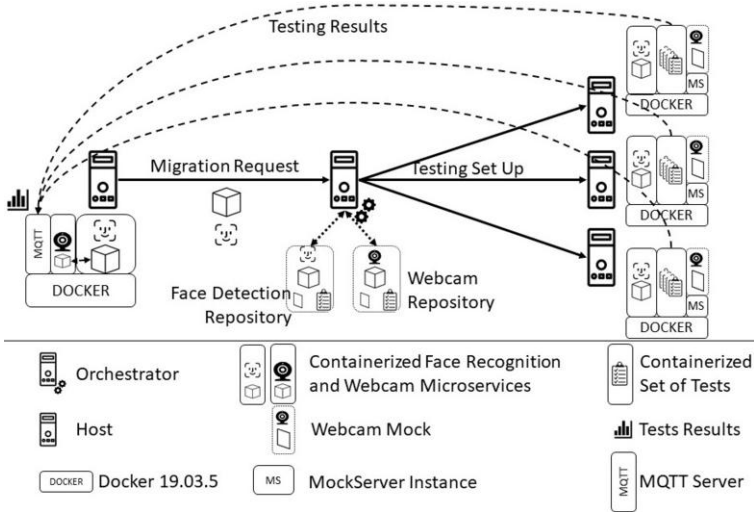 Testing Results
MS
DOCKER
Migration Request
Testing Set Up
MS
DOCKER
MQTT
DOCKER
Face Detection
Repository
Webcam
Repository
MS
DOCKER
Orchestrator
Containerized Face Recognition
and Webcam Microservices
Containerized
Set of Tests
Host
Webcam Mock
Tests Results
DOCKER
Docker 19.03.5
MS
MockServer Instance
MQTT
MQTT Server